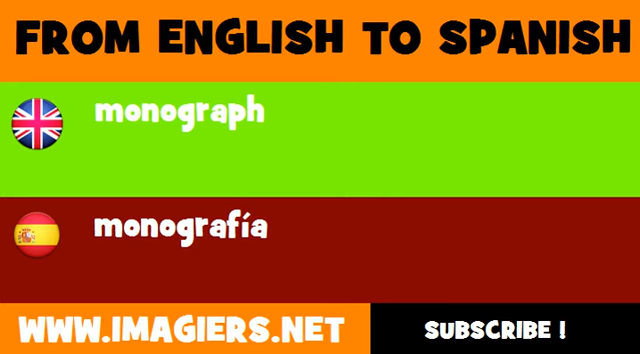 FROM ENGLISH TO SPANISH
monograph
monografía
WWW.IMAGIERS.NET
SUBSCRIBE !